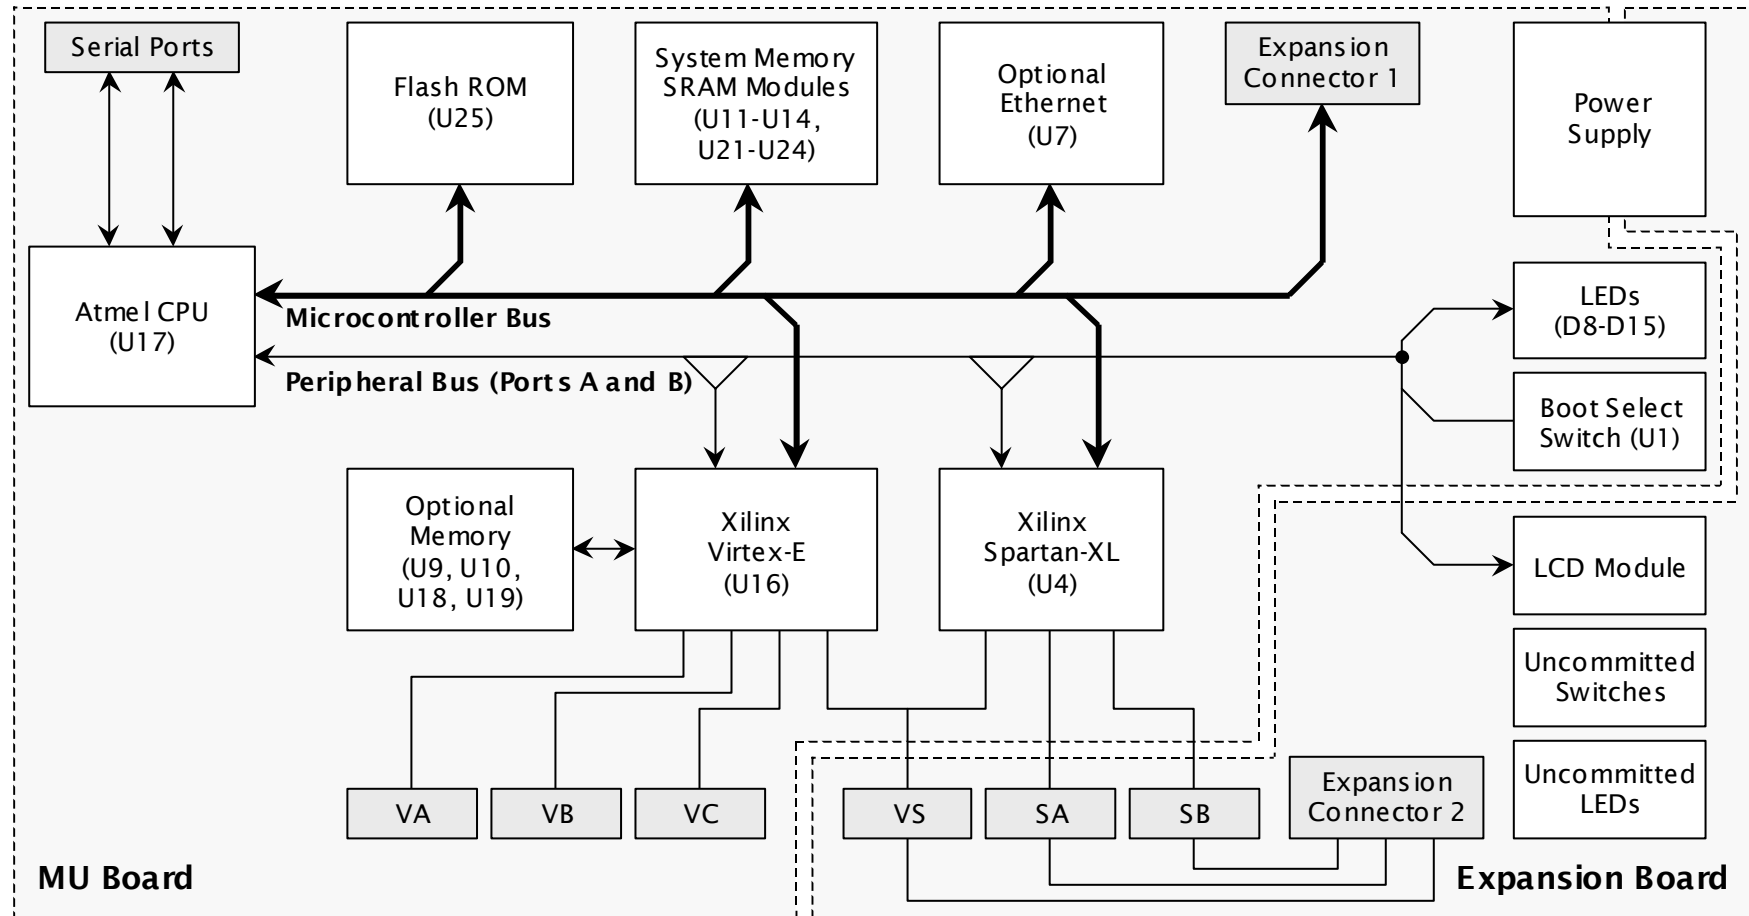 Serial Ports
Flash ROM
(U25)
System Memory
SRAM Modules
(U11-U14,
U21-U24)
Optional
Ethernet
(U7)
Expansion
Connector 1
Power
Supply
Atmel CPU
(U17)
Microcontroller Bus
Peripheral Bus (Ports A and B)
LEDs
(D8-D15)
Boot Select
Switch (U1)
Optional
Memory
(U9, U10,
U18, U19)
Xilinx
Virtex-E
(U16)
Xilinx
Spartan-XL
(U4)
LCD Module
Uncommitted
Switches
Uncommitted
LEDs
VA
VB
VC
VS
SA
SB
Expansion
Connector 2
MU Board
Expansion Board